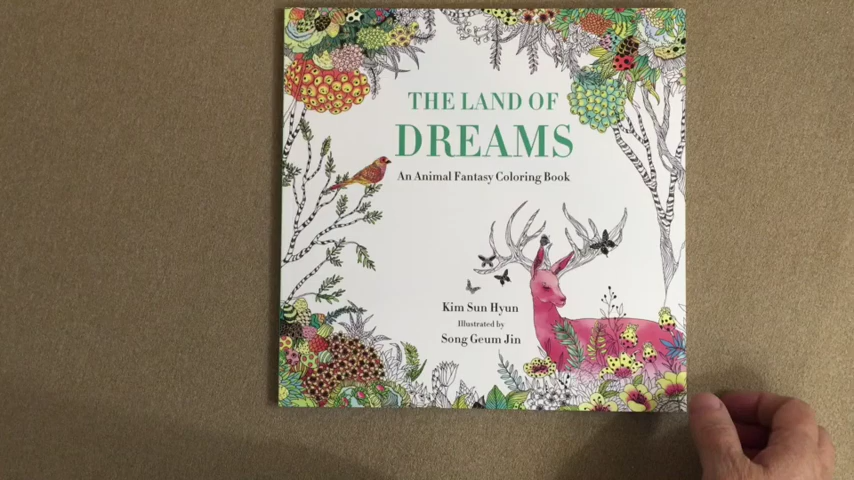 THE LAND OF
DREAMS
An Animal Fantasy Coloring Book
Kim Sun Hyun
Illustrated by
Song Geum Jin